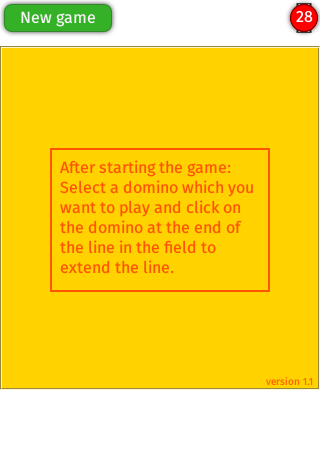 New game
28
After starting the game:
Select a domino which you
want to play and click on
the domino at the end of
the line in the field to
extend the line.
version 1.1